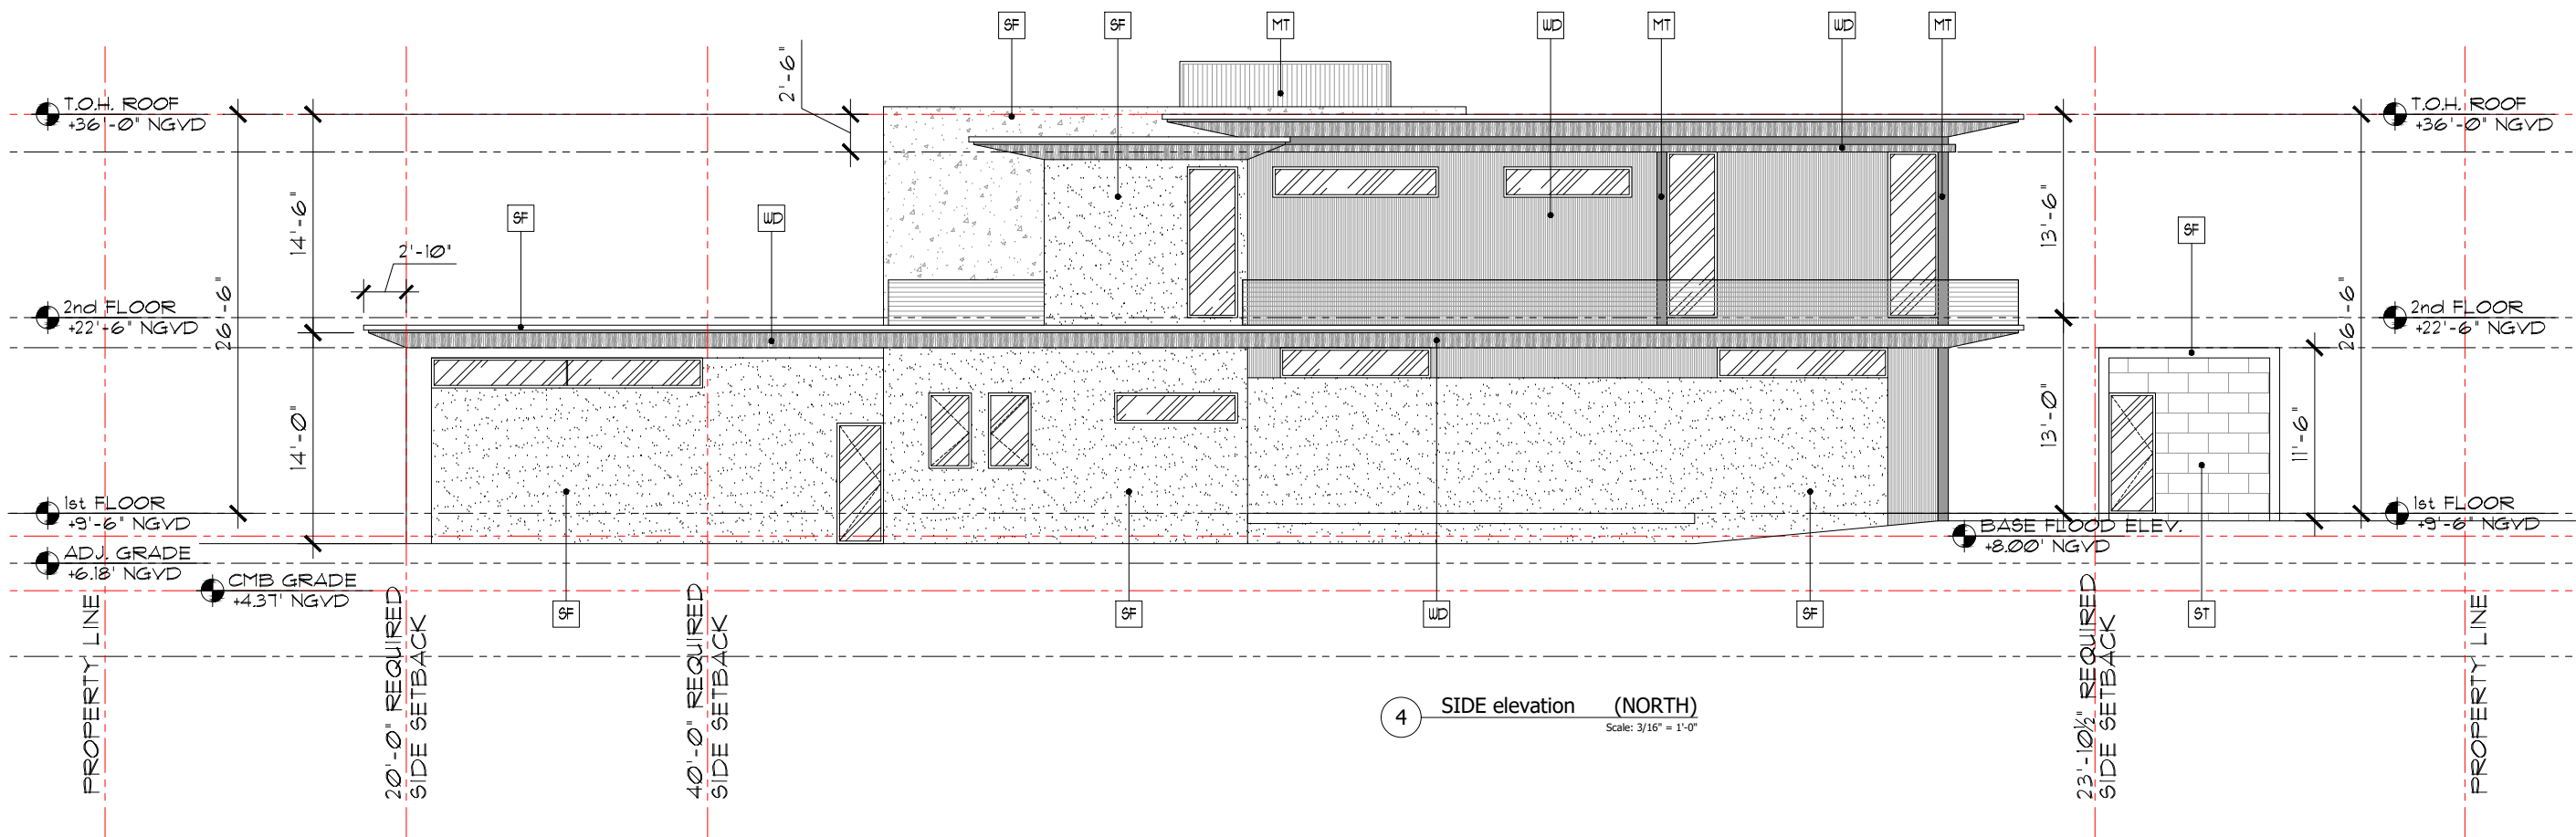 SF
SF
MT
WD
MT
WD
MT
2'-6"
T.O.H. ROOF
+36'-0" NGVD
T.O.H. ROOF
+36'-0" NGVD
14'-6"
26'-6"
2'-10"
SF
WD
13'-6"
26'-6"
SF
2nd FLOOR
+22'-6" NGVD
2nd FLOOR
+22'-6" NGVD
14'-0"
13'-0"
11'-6"
1st FLOOR
+9'-6" NGVD
1st FLOOR
+9'-6" NGVD
BASE FLOOD ELEV.
+8.00' NGVD
ADJ. GRADE
+6.18' NGVD
CMB GRADE
+4.37' NGVD
SF
SF
WD
SF
ST
PROPERTY LINE
20'-0" REQUIRED
SIDE SETBACK
40'-0" REQUIRED
SIDE SETBACK
23'-10½" REQUIRED
SIDE SETBACK
PROPERTY LINE
4 SIDE elevation (NORTH)
Scale: 3/16" = 1'-0"